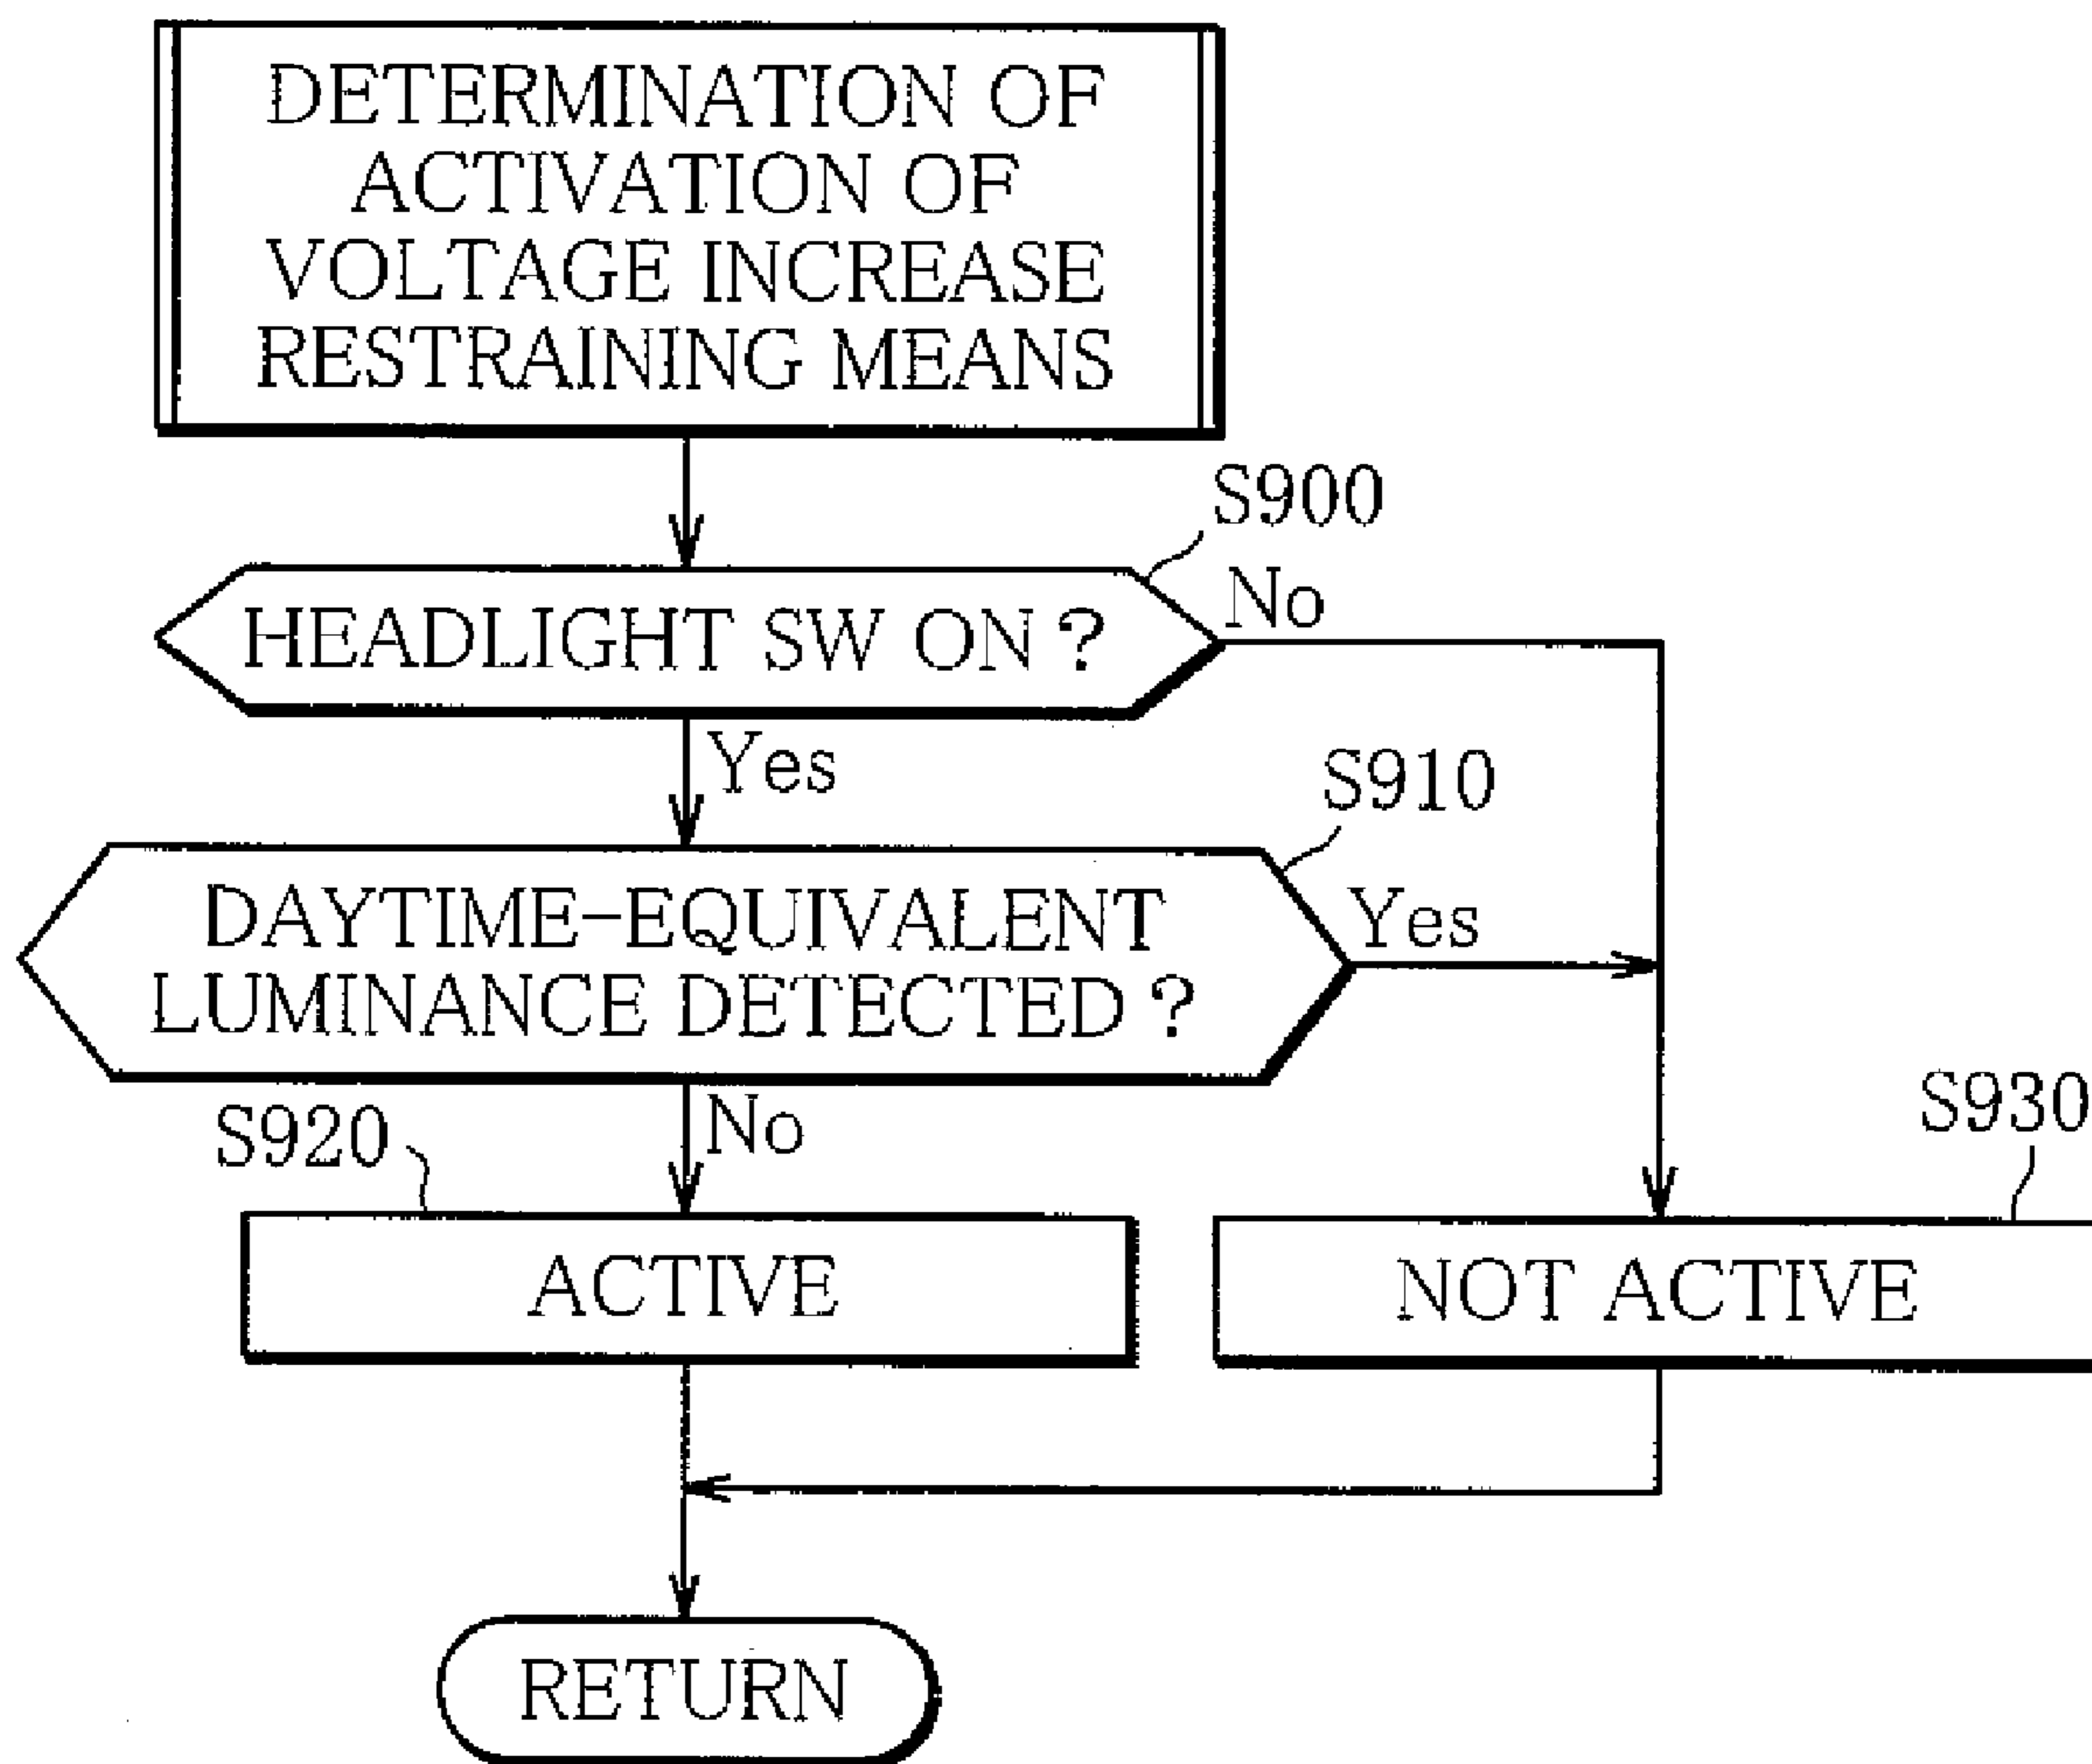 DETERMINATION OF
ACTIVATION OF
VOLTAGE INCREASE
RESTRAINING MEANS
S900
HEADLIGHT SW ON ?
No
Yes
S910
DAYTIME-EQUIVALENT
LUMINANCE DETECTED ?
Yes
No
S920
ACTIVE
S930
NOT ACTIVE
RETURN